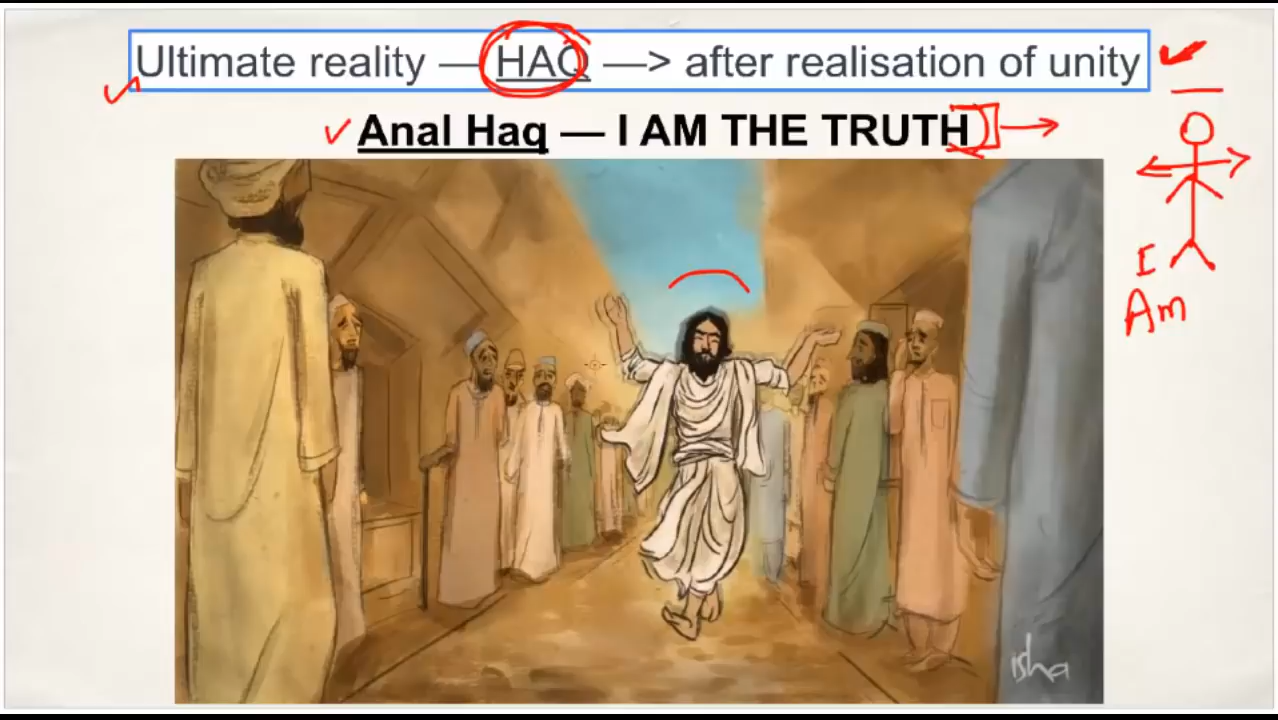 Ultimate reality — HAQ —> after realisation of unity
Anal Haq — I AM THE TRUTH
I
Am
isha